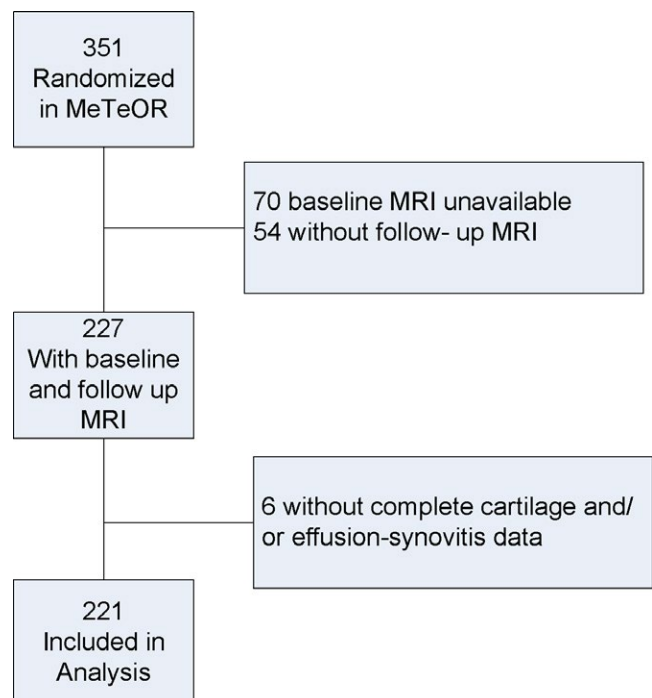 351
Randomized
in MeTeOR
70 baseline MRI unavailable
54 without follow- up MRI
227
With baseline
and follow up
MRI
6 without complete cartilage and/
or effusion-synovitis data
221
Included in
Analysis